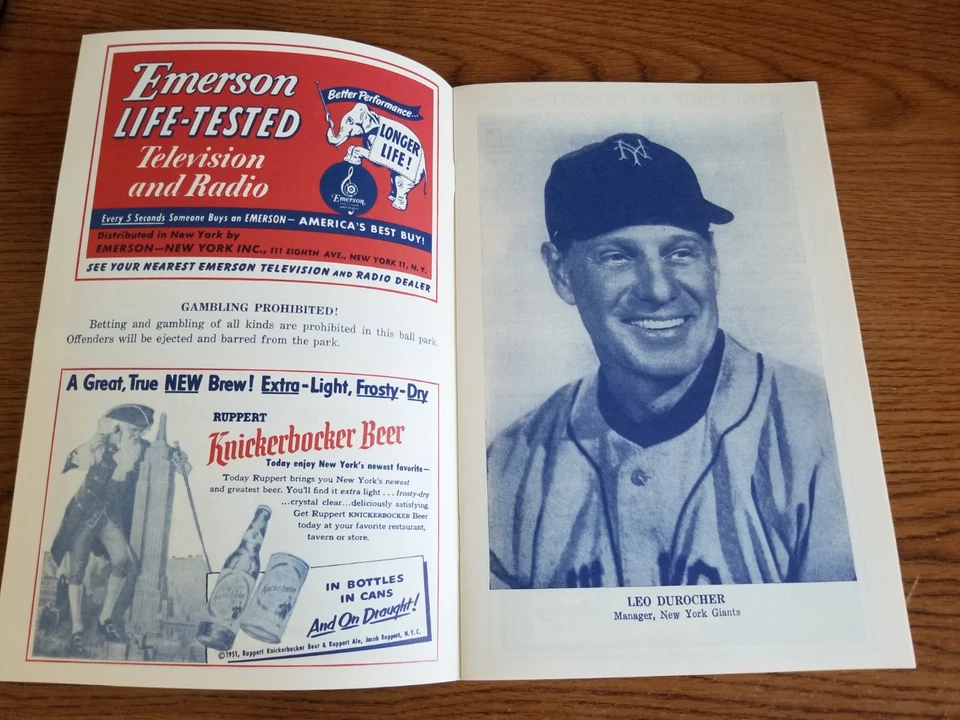 Emerson
LIFE-TESTED
Television
and Radio
Better Performance...
LONGER
LIFE!
Emerson
Every 5 Seconds Someone Buys an EMERSON— AMERICA'S BEST BUY!
Distributed in New York by
EMERSON—NEW YORK INC., 111 EIGHTH AVE., NEW YORK 11, N. Y.
SEE YOUR NEAREST EMERSON TELEVISION AND RADIO DEALER
GAMBLING PROHIBITED!
Betting and gambling of all kinds are prohibited in this ball park.
Offenders will be ejected and barred from the park.
A Great, True NEW Brew! Extra-Light, Frosty-Dry
RUPPERT
Knickerbocker Beer
Today enjoy New York's newest favorite—
Today Ruppert brings you New York's newest
and greatest beer. You'll find it extra light . . . frosty-dry
...crystal clear...deliciously satisfying.
Get Ruppert KNICKERBOCKER Beer
today at your favorite restaurant,
tavern or store.
IN BOTTLES
IN CANS
And On Draught!
©1951, Ruppert Knickerbocker Beer & Ruppert Ale, Jacob Ruppert, N.Y.C.
NY
LEO DUROCHER
Manager, New York Giants